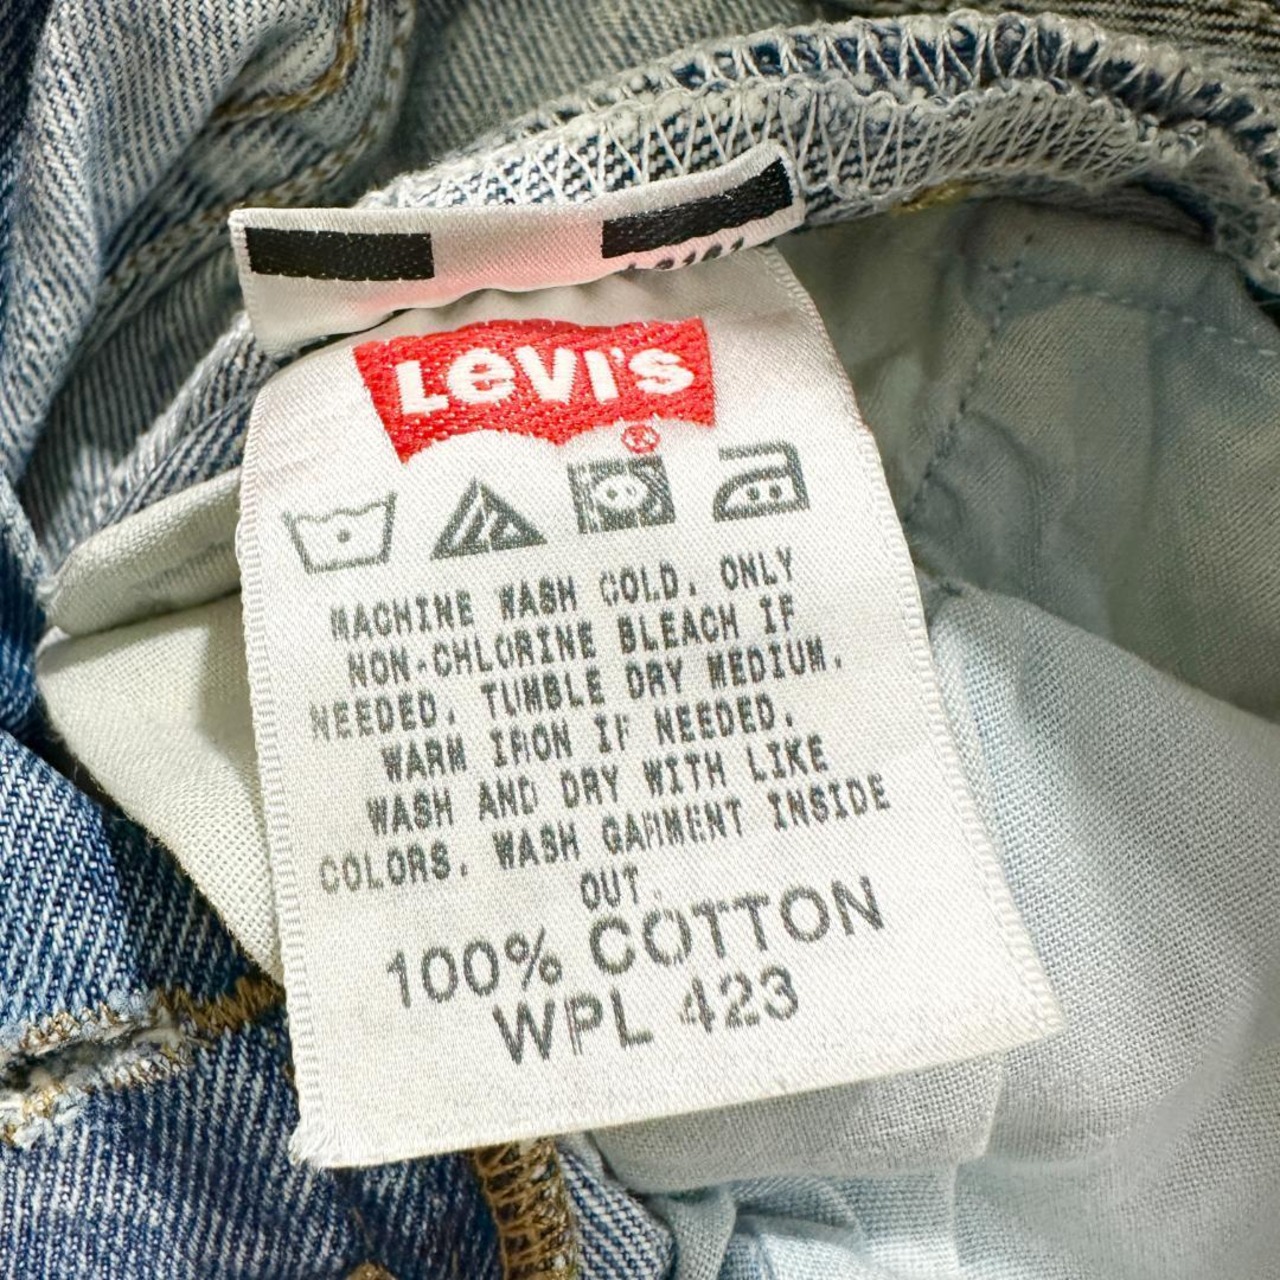 LEVI'S
®
MACHINE WASH COLD. ONLY
NON-CHLORINE BLEACH IF
NEEDED. TUMBLE DRY MEDIUM.
WARM IRON IF NEEDED.
WASH AND DRY WITH LIKE
COLORS. WASH GARMENT INSIDE
OUT.
100% COTTON
WPL 423